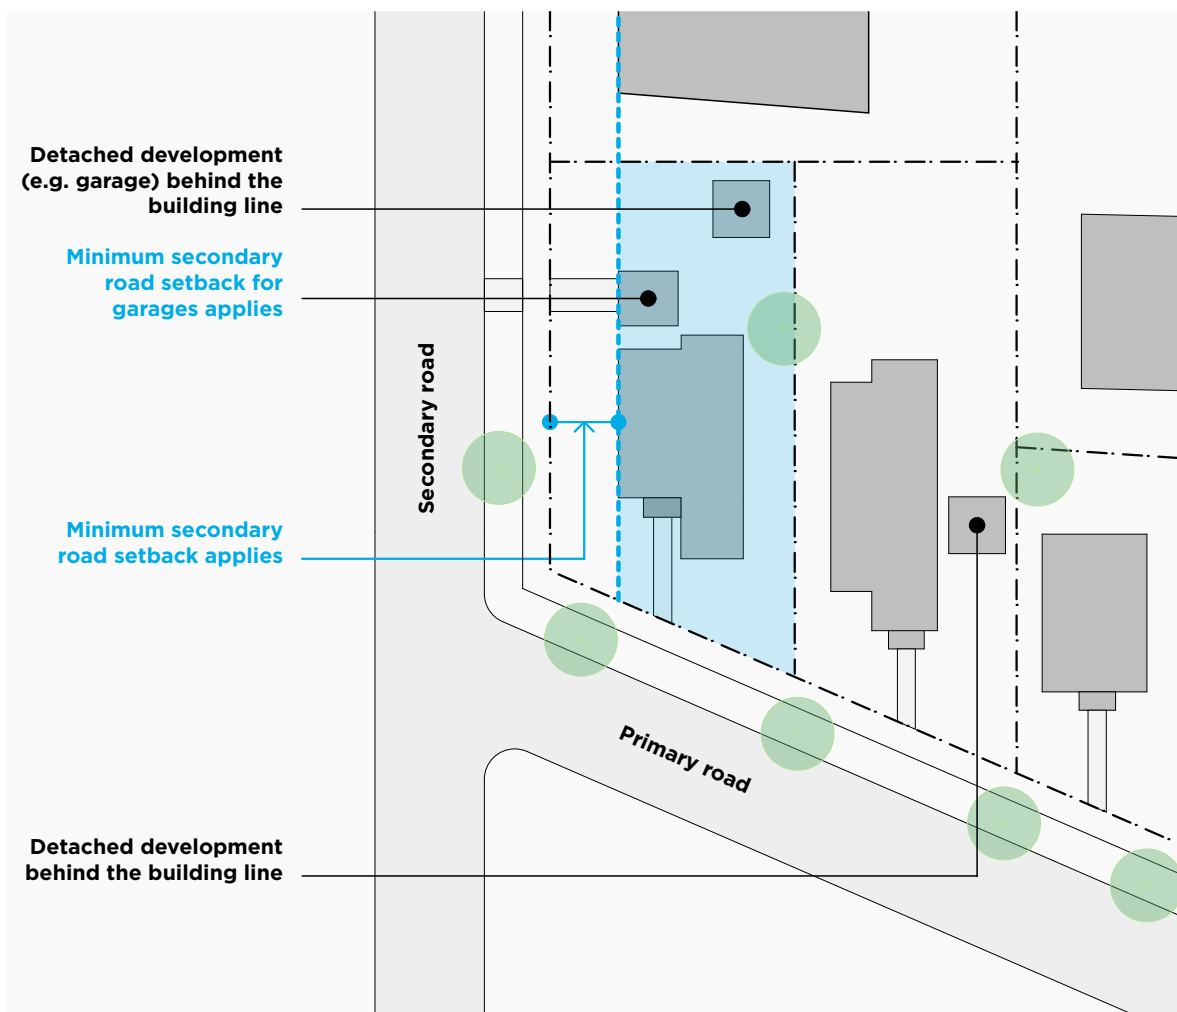 Detached development
(e.g. garage) behind the
building line
Minimum secondary
road setback for
garages applies
Secondary road
Minimum secondary
road setback applies
Primary road
Detached development
behind the building line